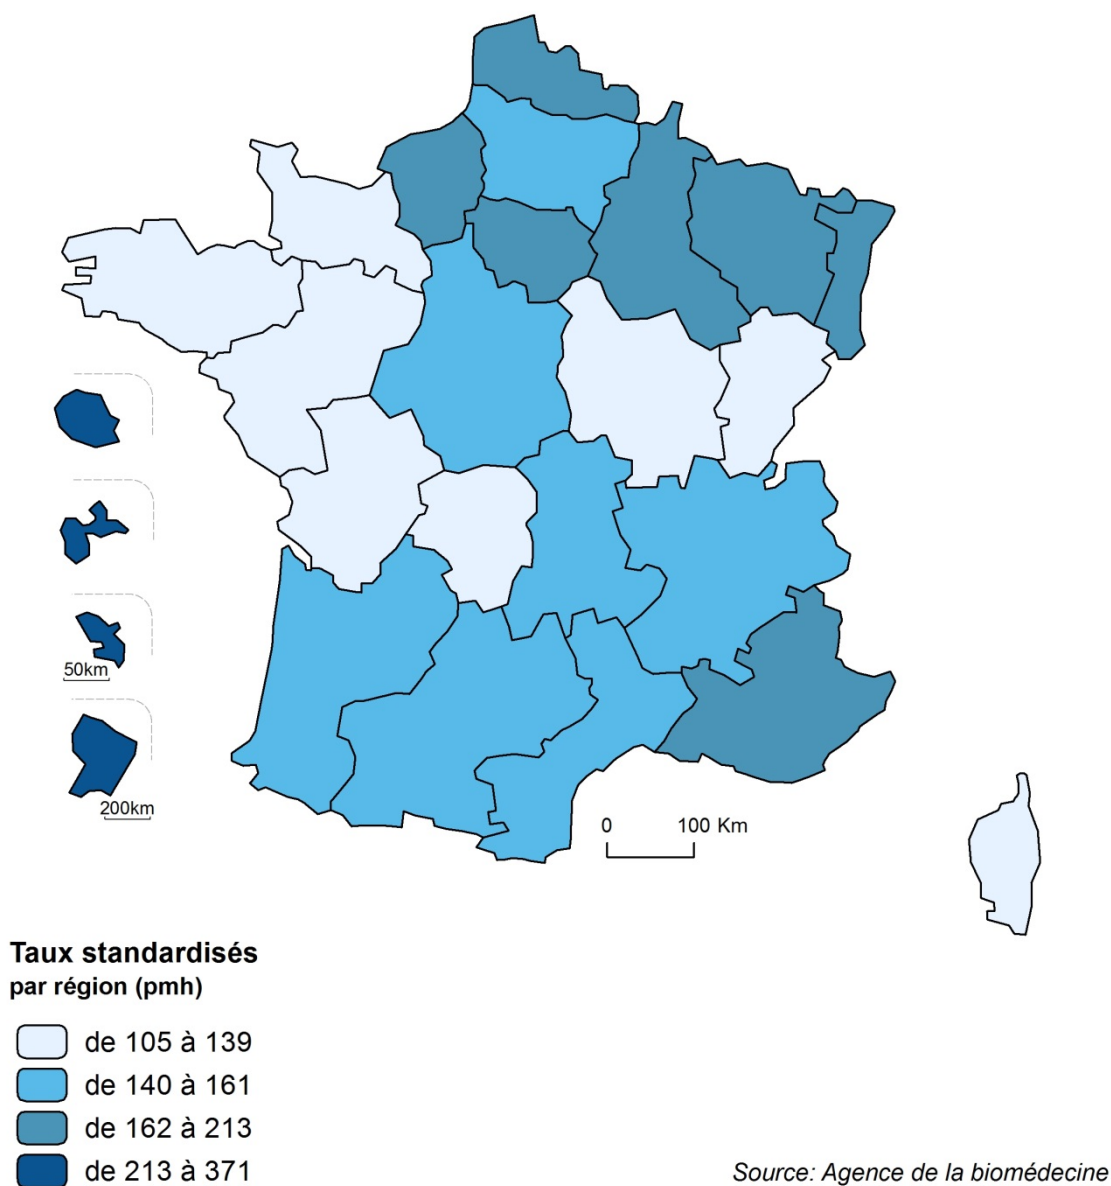 50km
200km
0 100 Km
Taux standardisés
par région (pmh)
de 105 à 139
de 140 à 161
de 162 à 213
de 213 à 371
Source: Agence de la biomédecine